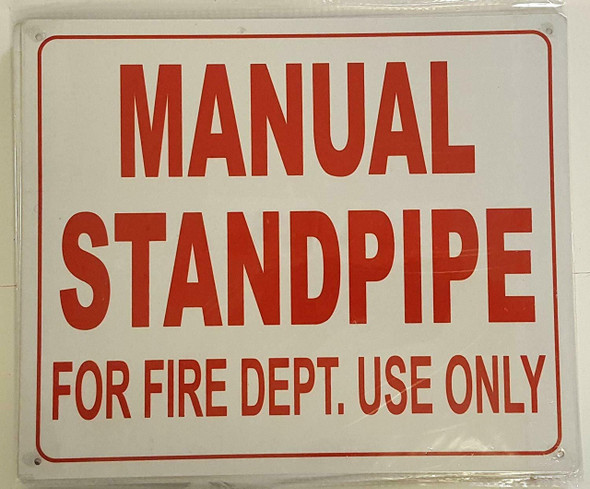 MANUAL
STANDPIPE
FOR FIRE DEPT. USE ONLY